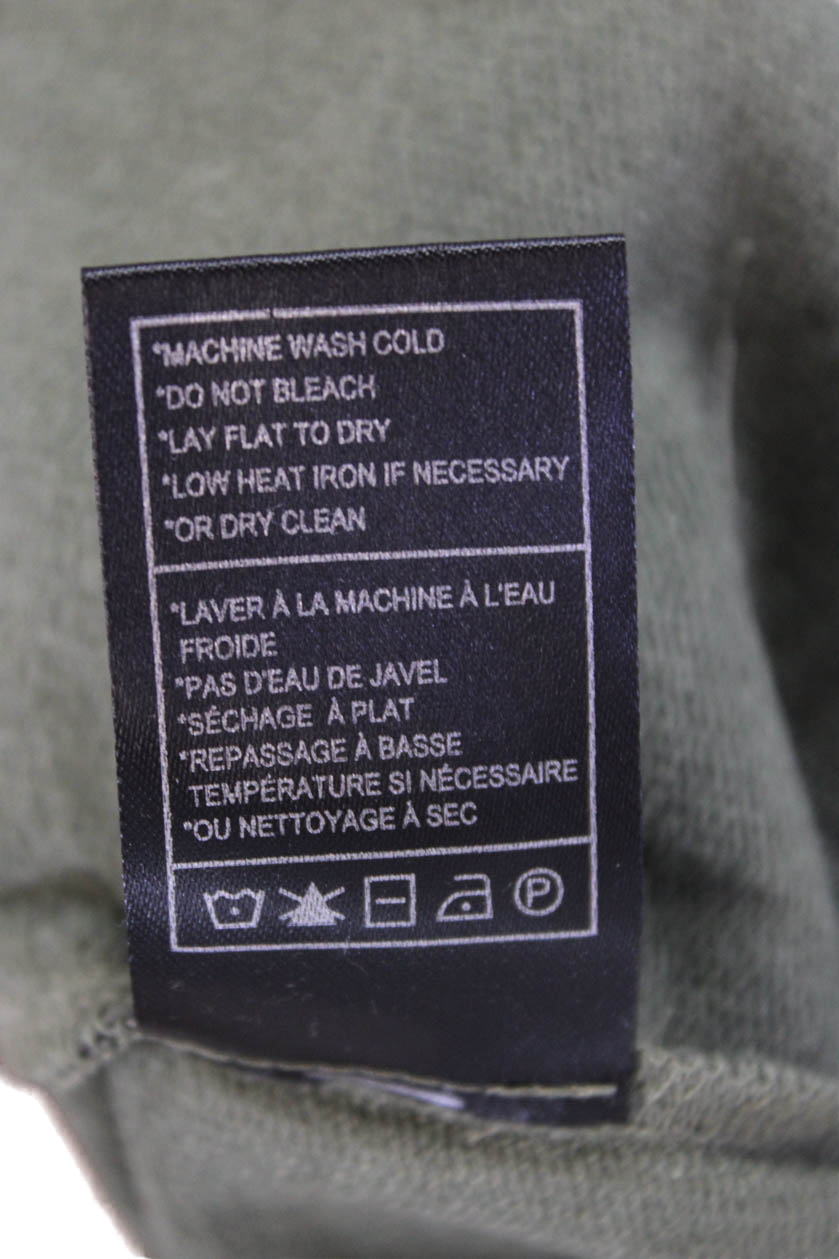 *MACHINE WASH COLD
*DO NOT BLEACH
*LAY FLAT TO DRY
*LOW HEAT IRON IF NECESSARY
*OR DRY CLEAN
*LAVER À LA MACHINE À L'EAU
FROIDE
*PAS D'EAU DE JAVEL
*SÉCHAGE À PLAT
*REPASSAGE À BASSE
TEMPÉRATURE SI NÉCESSAIRE
*OU NETTOYAGE À SEC
P